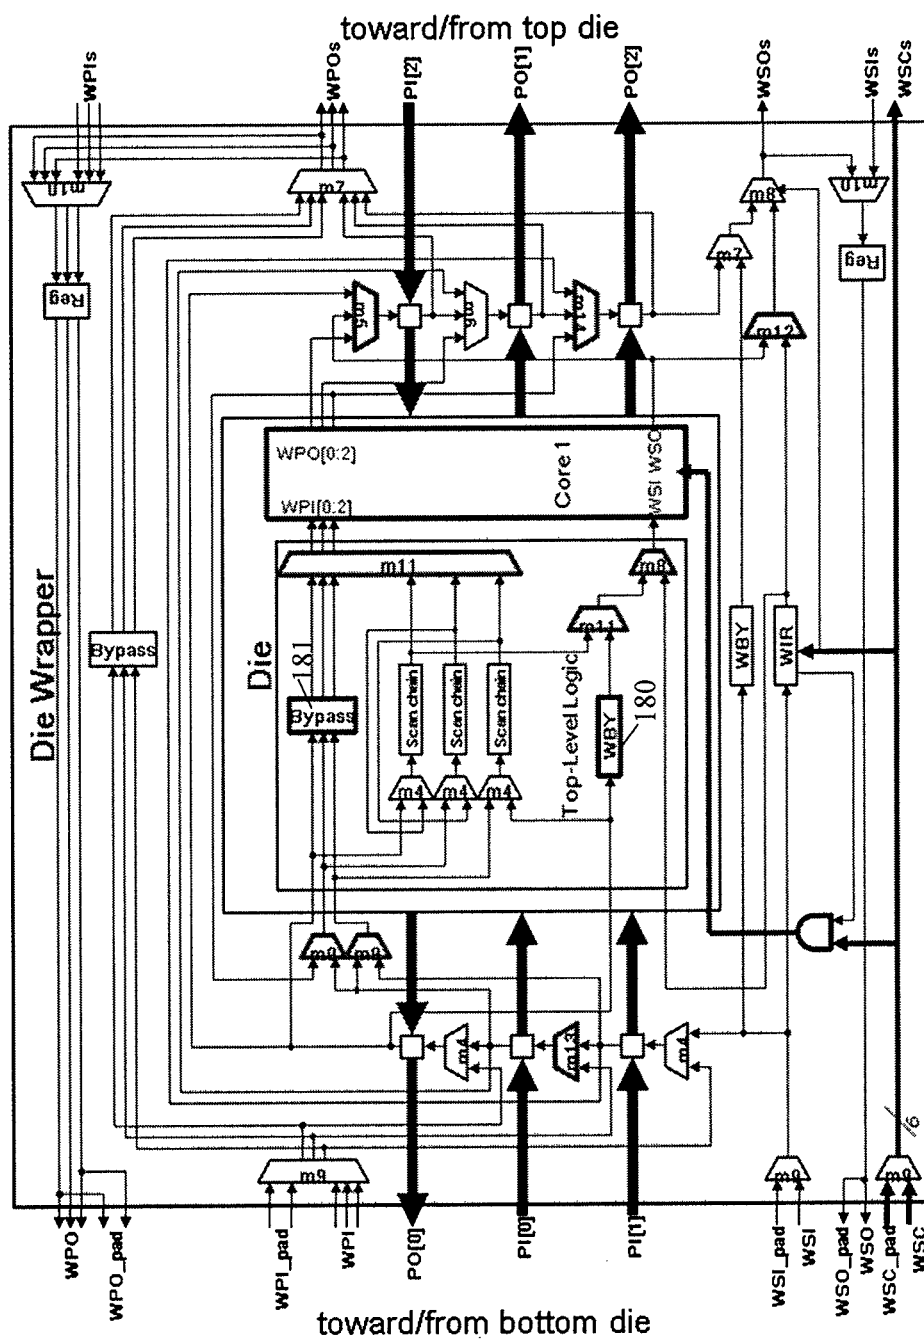 toward/from top die
WPIs
WPOs
PI[2]
PO[1]
PO[2]
WSOs
WSIs
WSCs
m10
m7
m8
m10
m7
Reg
Reg
m5
m6
m14
m12
Die Wrapper
WPO[0:2]
Core 1
WSI WSO
WPI[0:2]
m11
m8
Die
m11
Bypass
181
Bypass
Scan chain
Scan chain
Scan chain
WBY
180
WBY
WIR
m4
m4
m4
Top-Level Logic
m4
m13
m4
m9
m9
m9
6
WPO
WPO_pad
WPI_pad
WPI
PO[0]
PI[0]
PI[1]
WSI_pad
WSI
WSO_pad
WSO
WSC_pad
WSC
toward/from bottom die